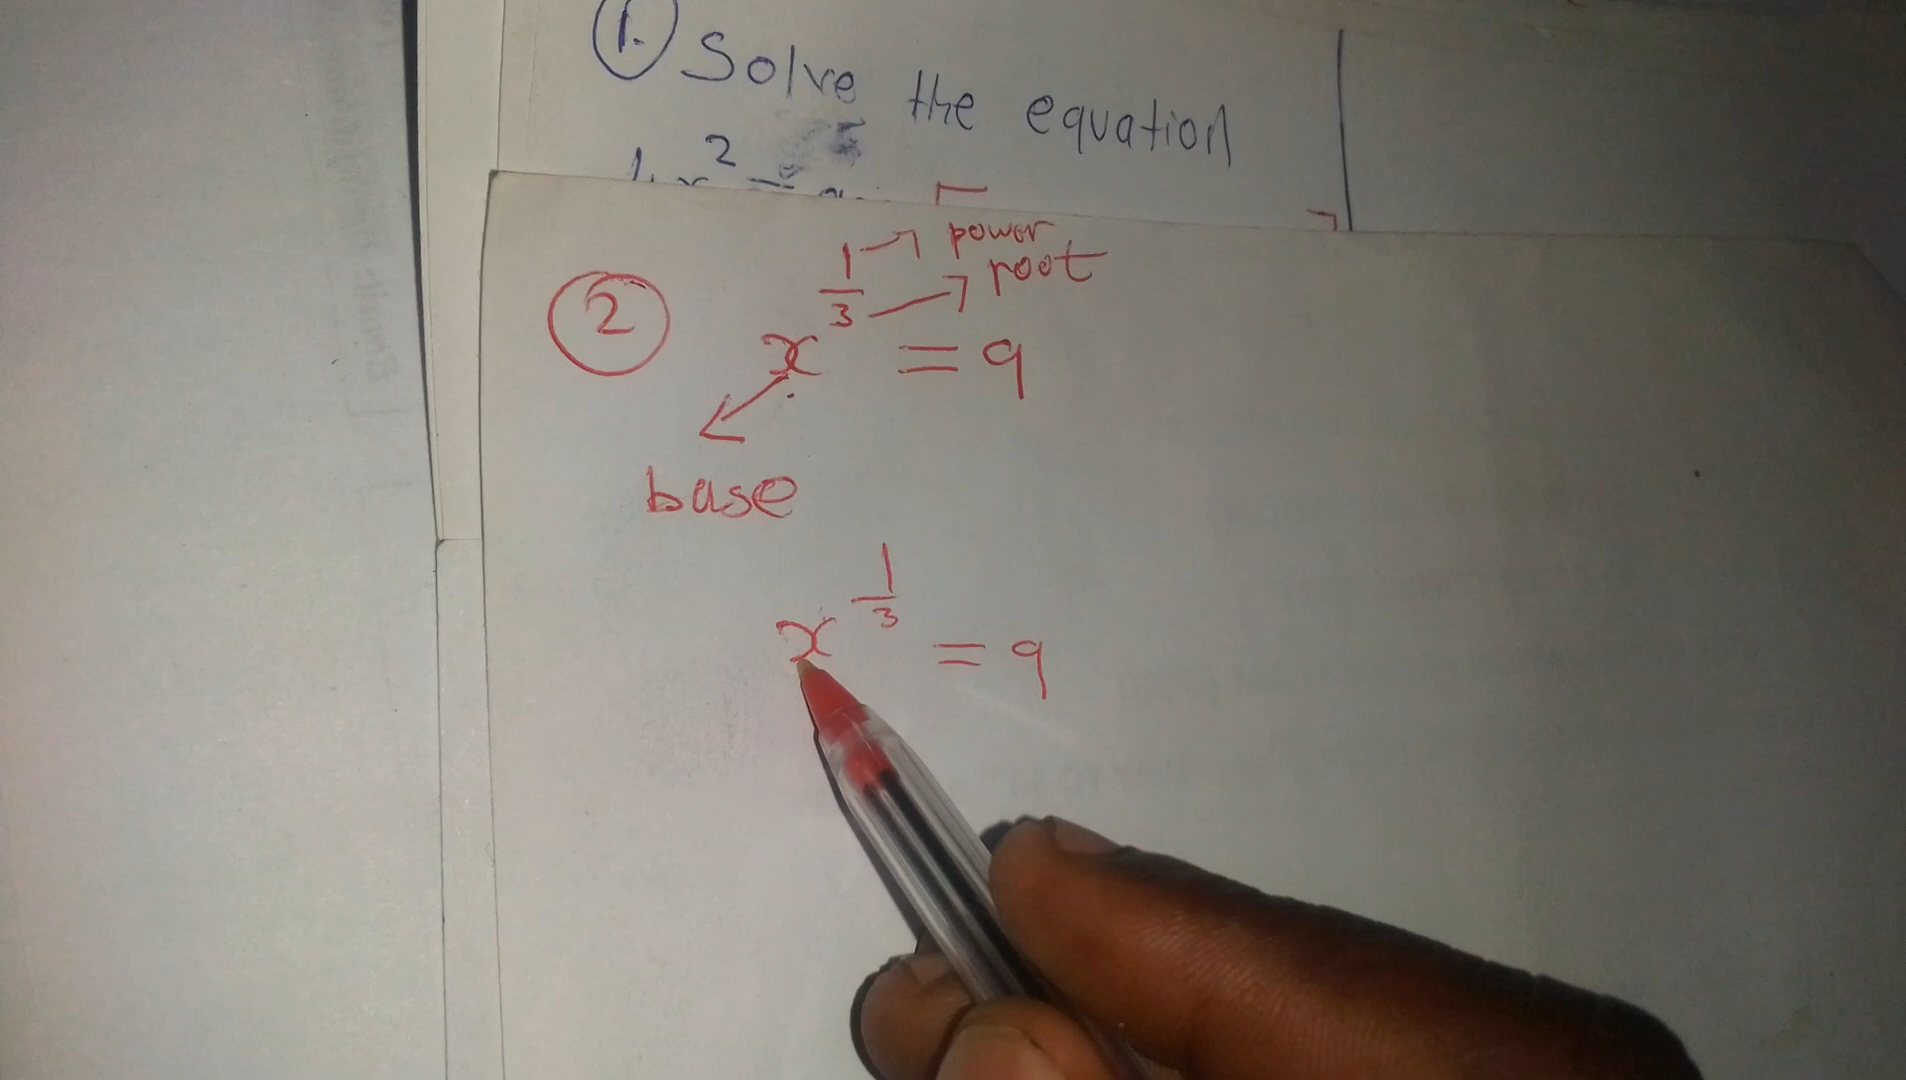 1. Solve the equation
2
1 → power
3 → root
② x = 9
base
1
3
x = 9